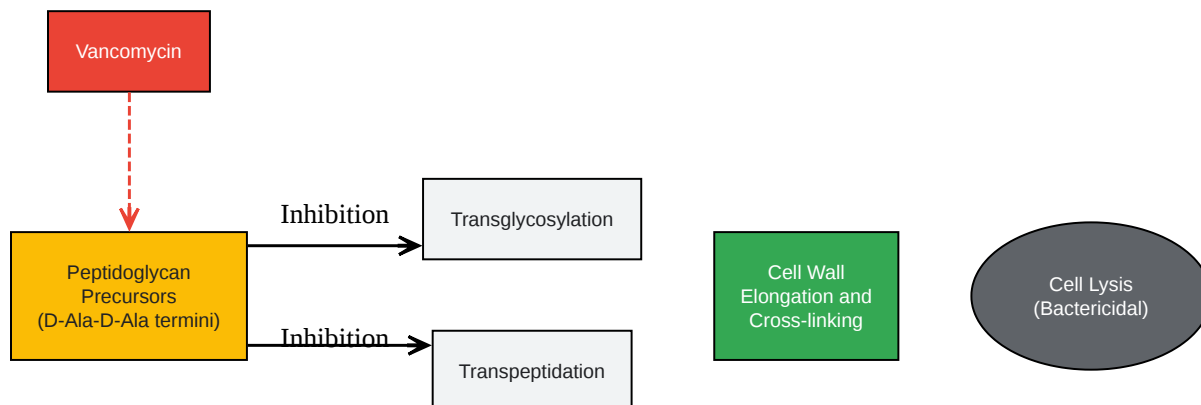 Vancomycin
Inhibition
Transglycosylation
Peptidoglycan
Precursors
(D-Ala-D-Ala termini)
Cell Wall
Elongation and
Cross-linking
Cell Lysis
(Bactericidal)
Inhibition
Transpeptidation